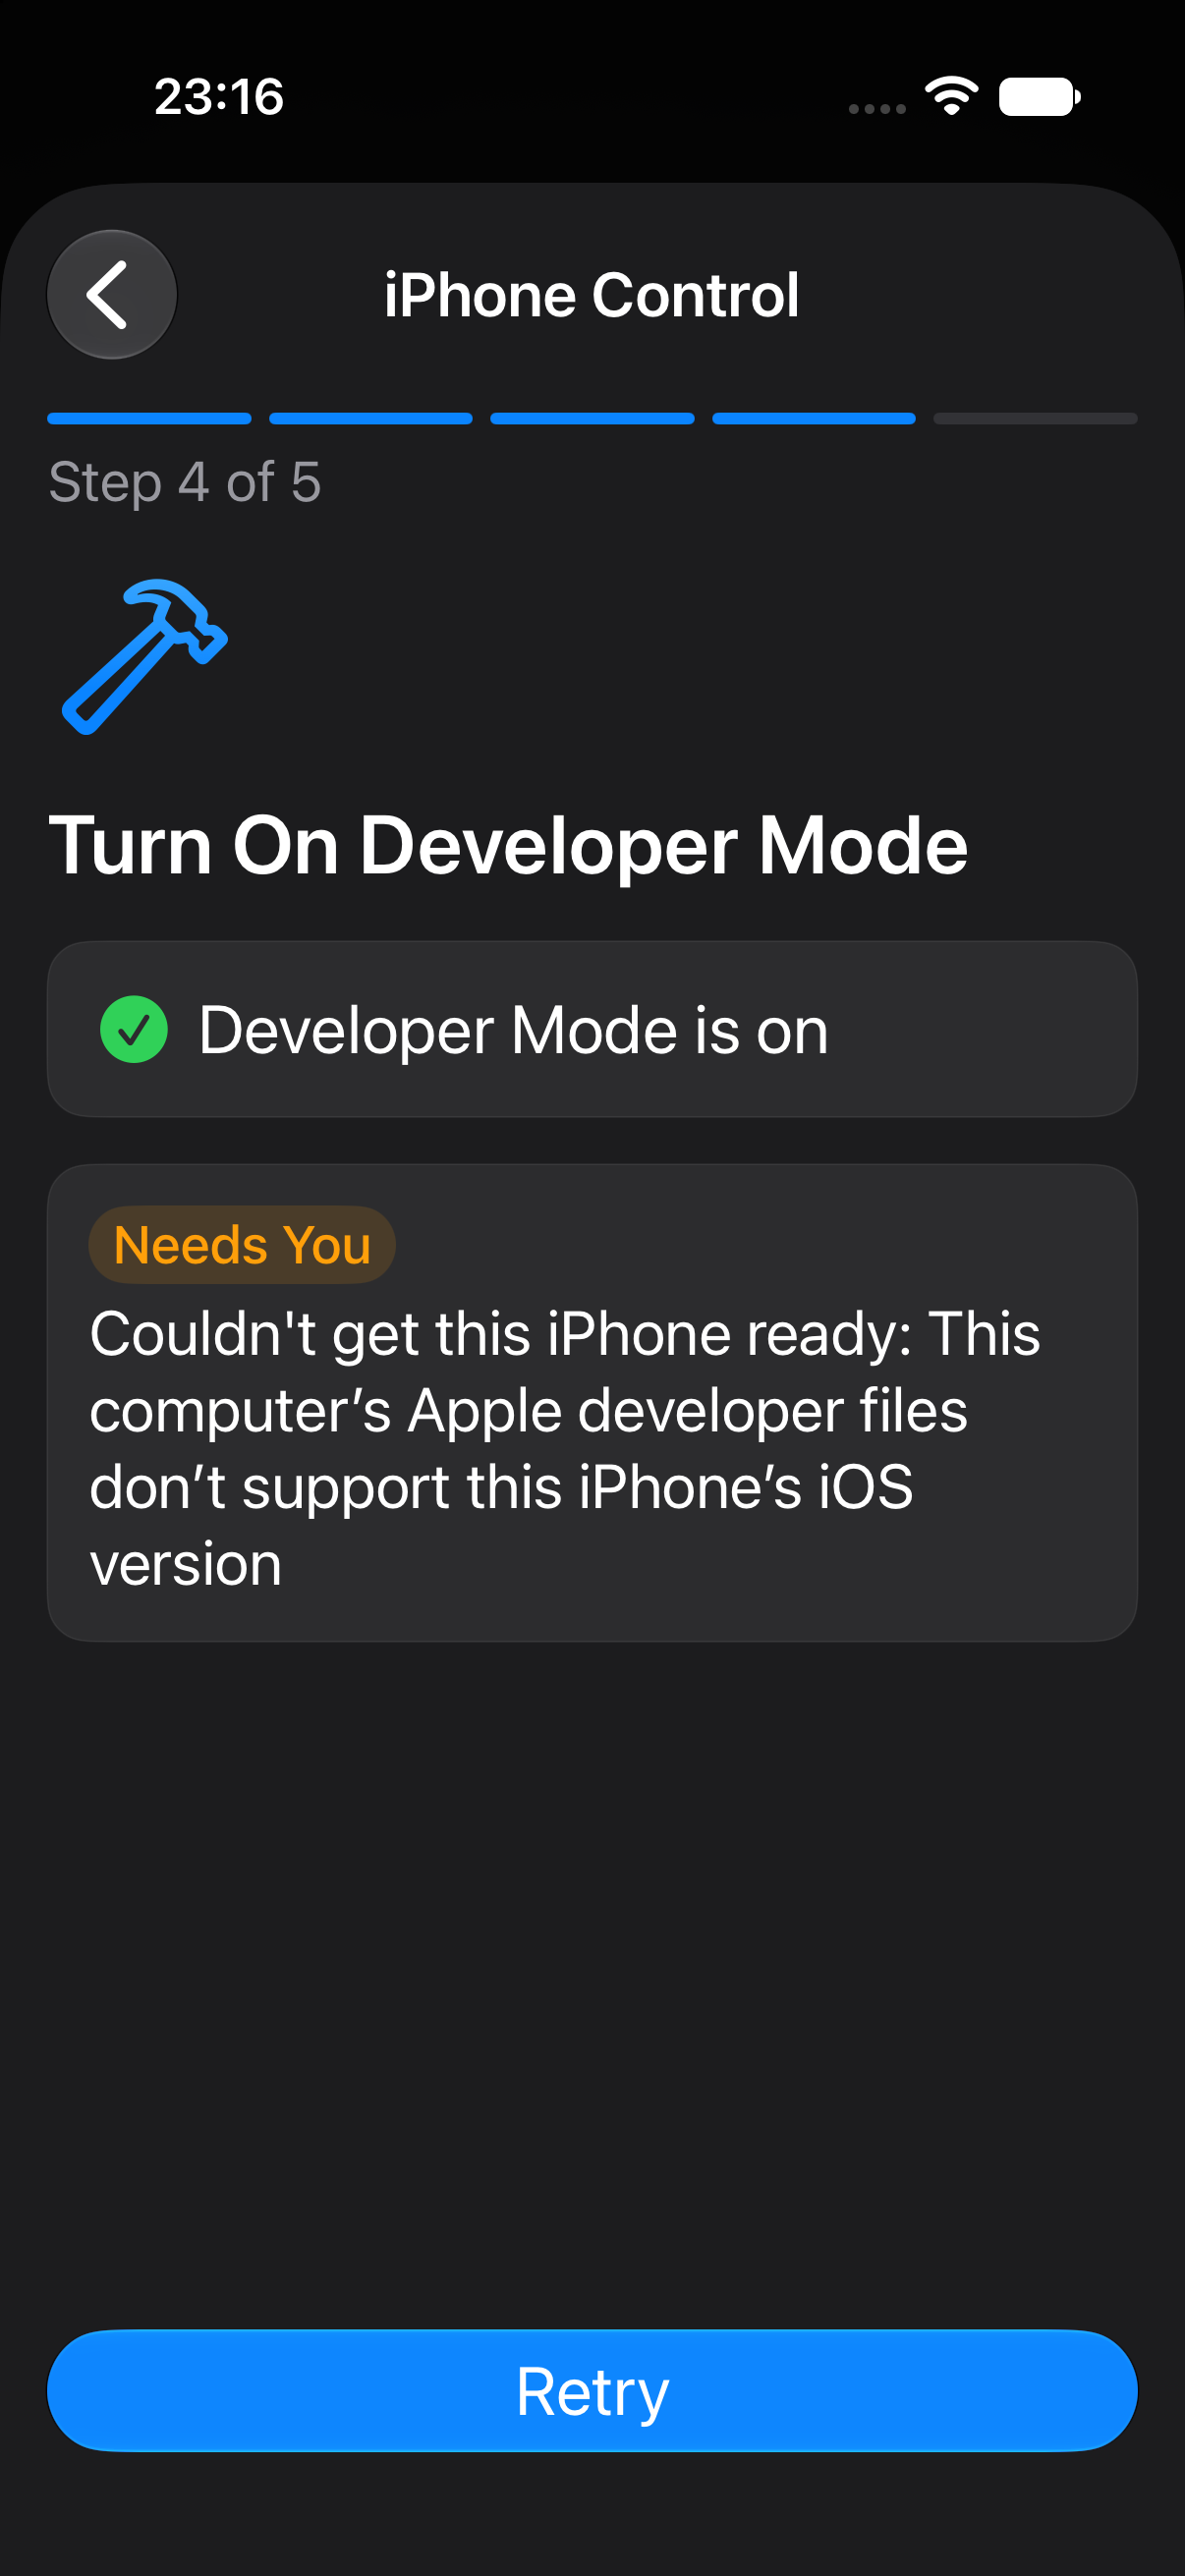 23:16
iPhone Control
Step 4 of 5
Turn On Developer Mode
Developer Mode is on
Needs You
Couldn't get this iPhone ready: This
computer’s Apple developer files
don’t support this iPhone’s iOS
version
Retry